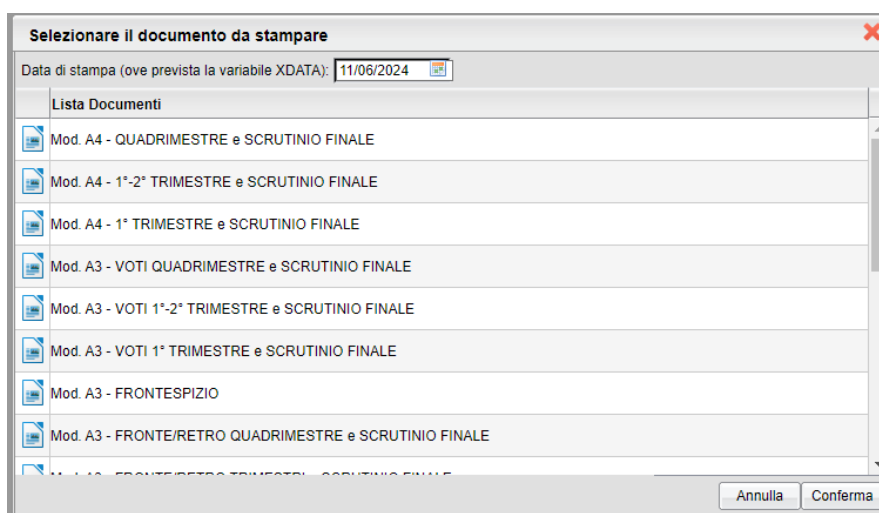 Selezionare il documento da stampare
Data di stampa (ove prevista la variabile XDATA): 11/06/2024
Lista Documenti
Mod. A4 - QUADRIMESTRE e SCRUTINIO FINALE
Mod. A4 - 1°-2° TRIMESTRE e SCRUTINIO FINALE
Mod. A4 - 1° TRIMESTRE e SCRUTINIO FINALE
Mod. A3 - VOTI QUADRIMESTRE e SCRUTINIO FINALE
Mod. A3 - VOTI 1°-2° TRIMESTRE e SCRUTINIO FINALE
Mod. A3 - VOTI 1° TRIMESTRE e SCRUTINIO FINALE
Mod. A3 - FRONTESPIZIO
Mod. A3 - FRONTE/RETRO QUADRIMESTRE e SCRUTINIO FINALE
Annulla Conferma